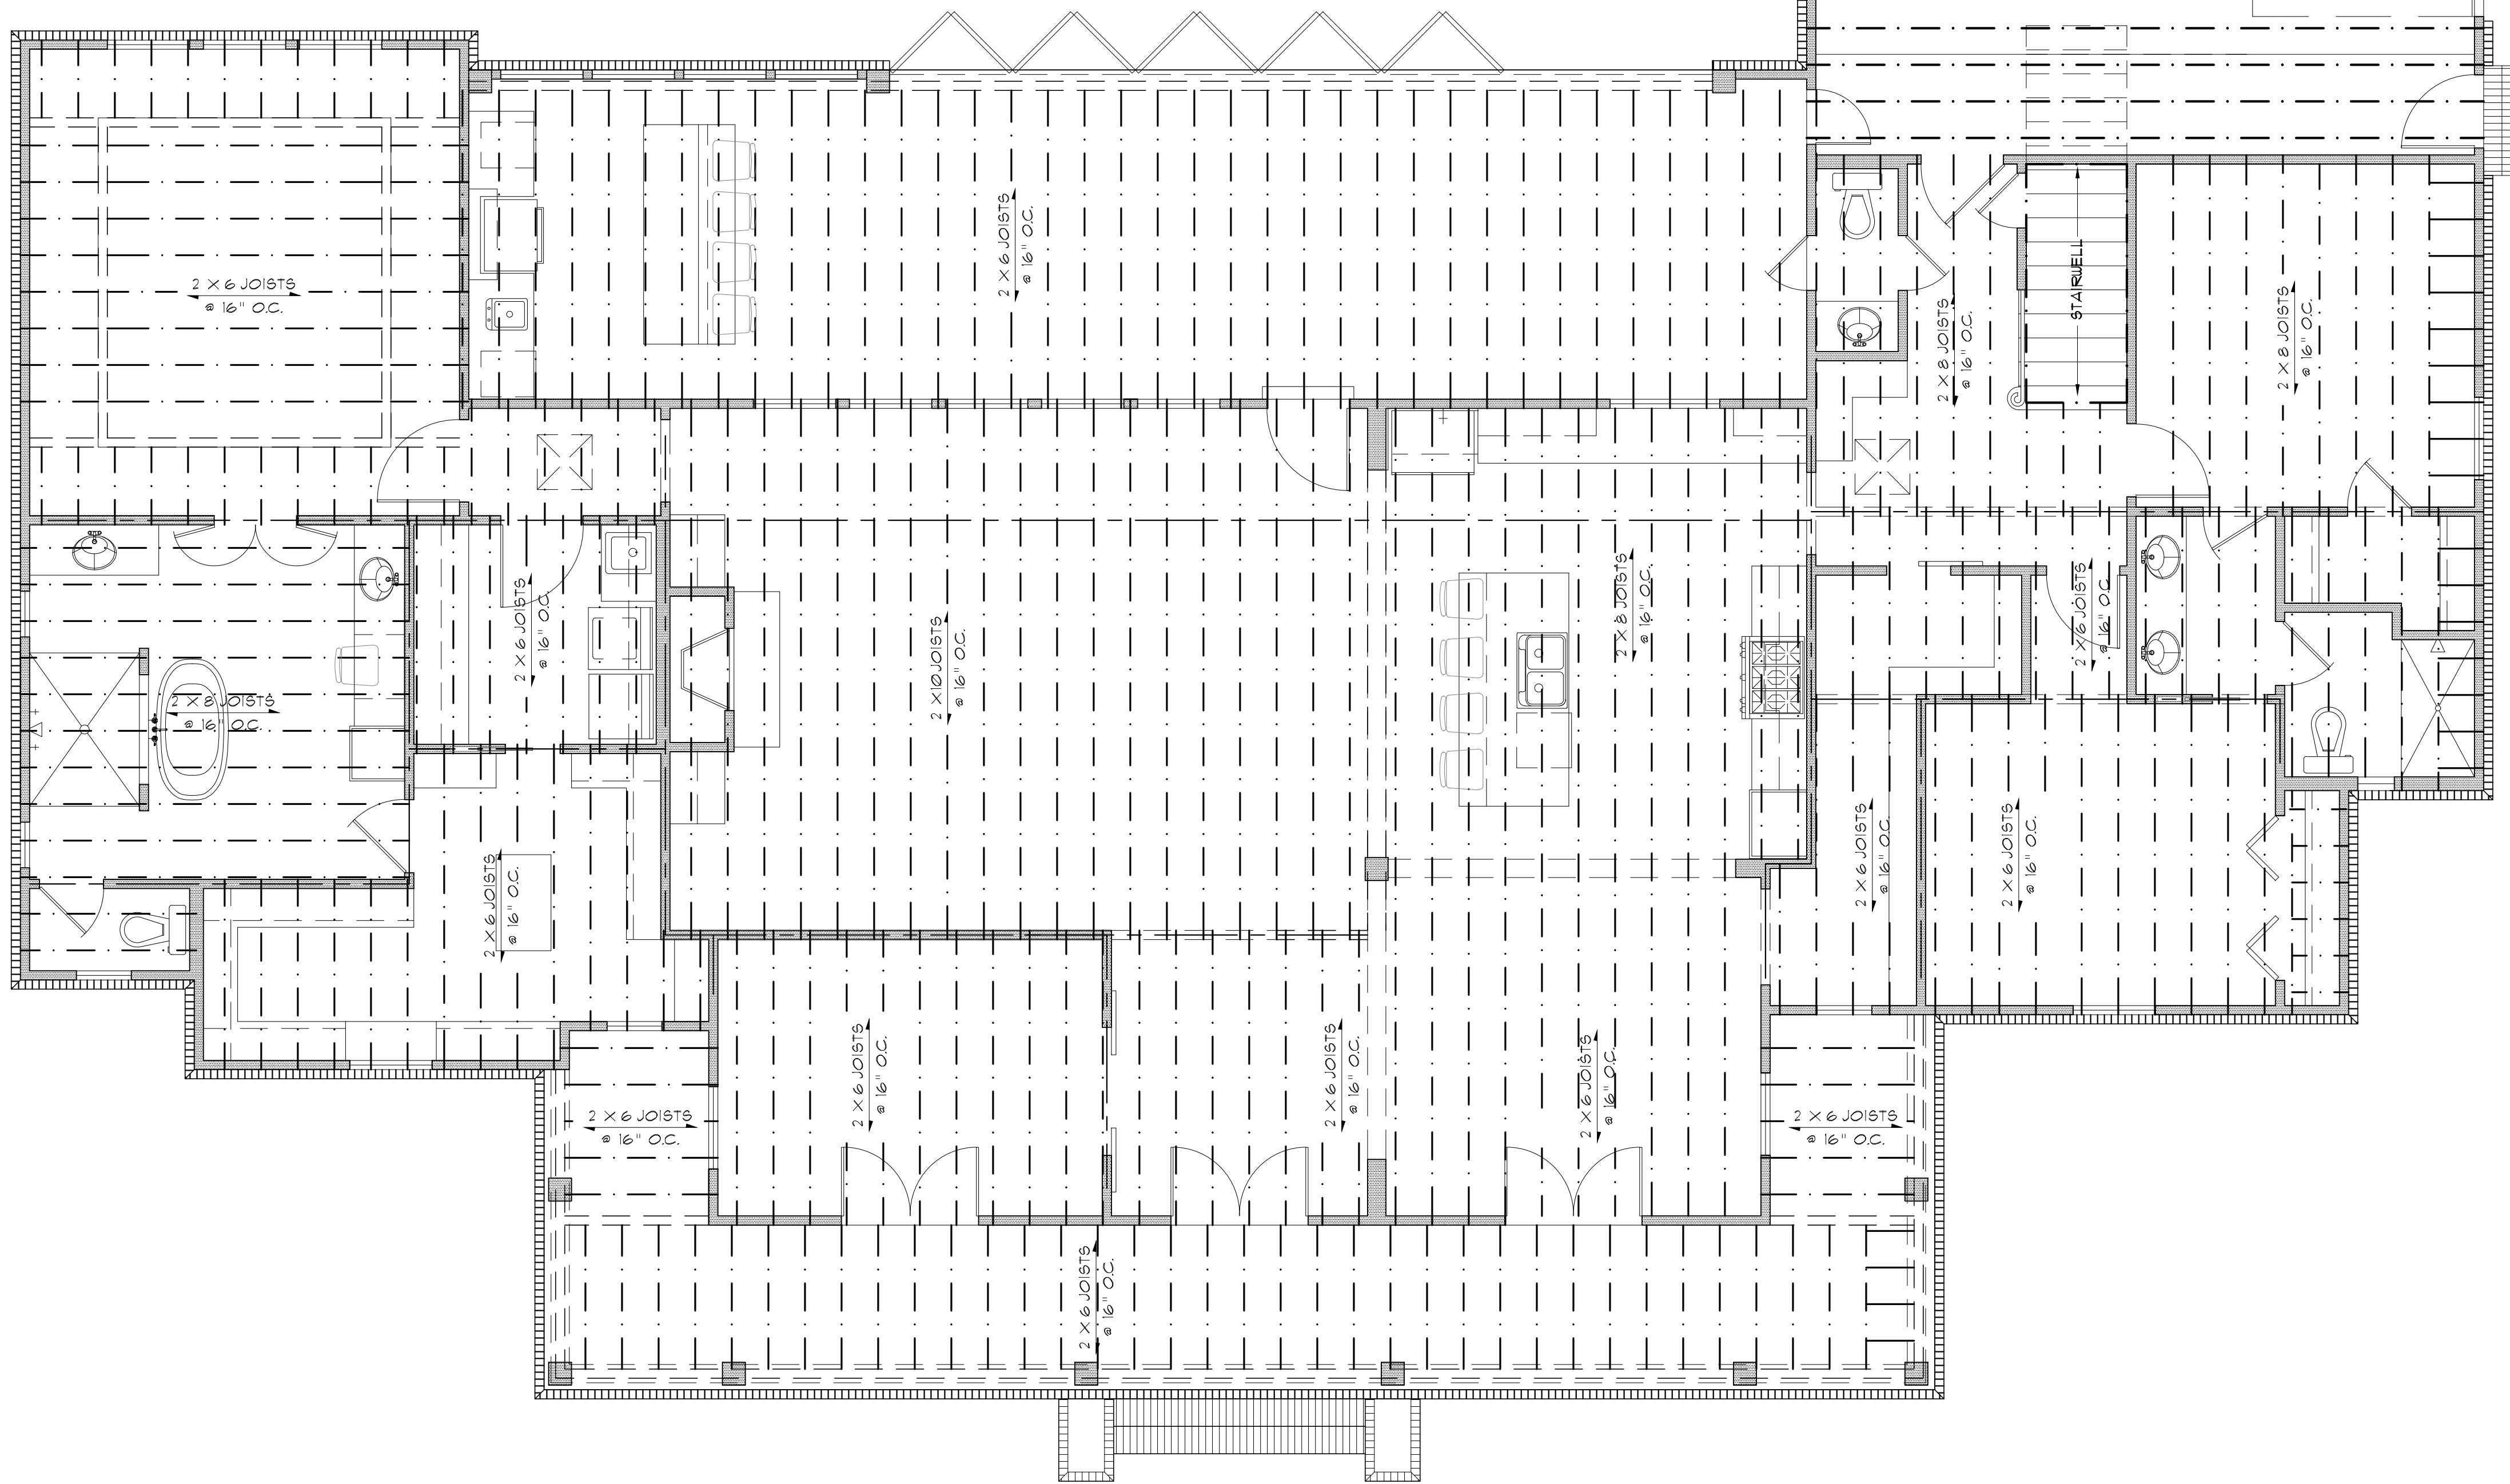 2 X 6 JOISTS
@ 16" O.C.
2 X 6 JOISTS
@ 16" O.C.
2 X 8 JOISTS
@ 16" O.C.
STAIRWELL
2 X 8 JOISTS
@ 16" O.C.
2 X 8 JOISTS
@ 16" O.C.
2 X 6 JOISTS
@ 16" O.C.
2 X 10 JOISTS
@ 16" O.C.
2 X 8 JOISTS
@ 16" O.C.
2 X 6 JOISTS
@ 16" O.C.
2 X 6 JOISTS
@ 16" O.C.
2 X 6 JOISTS
@ 16" O.C.
2 X 6 JOISTS
@ 16" O.C.
2 X 6 JOISTS
@ 16" O.C.
2 X 6 JOISTS
@ 16" O.C.
2 X 6 JOISTS
@ 16" O.C.
2 X 6 JOISTS
@ 16" O.C.
2 X 6 JOISTS
@ 16" O.C.
2 X 6 JOISTS
@ 16" O.C.